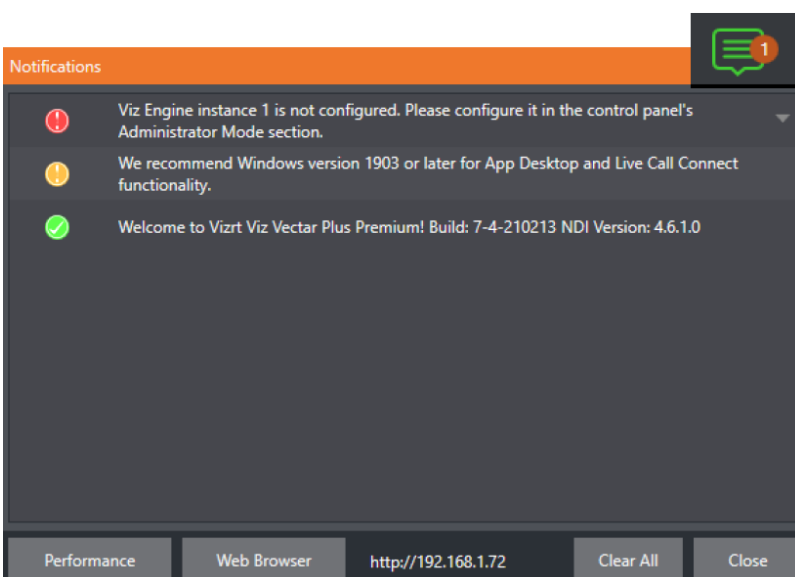 1
Notifications
Viz Engine instance 1 is not configured. Please configure it in the control panel's
Administrator Mode section.
We recommend Windows version 1903 or later for App Desktop and Live Call Connect
functionality.
Welcome to Vizrt Viz Vectar Plus Premium! Build: 7-4-210213 NDI Version: 4.6.1.0
Performance Web Browser http://192.168.1.72 Clear All Close